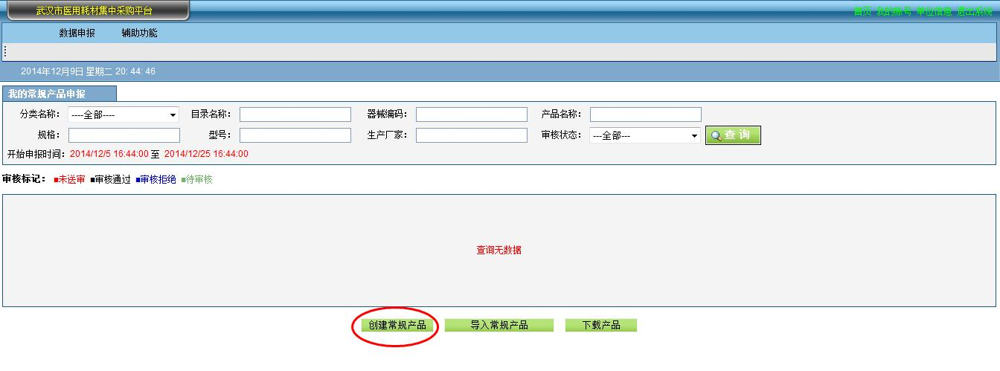 武汉市医用耗材集中采购平台
首页 我的账号 单位信息 退出系统
数据申报 辅助功能
2014年12月9日 星期二 20: 44: 46
我的常规产品申报
分类名称: ----全部---- 目录名称: 器械编码: 产品名称:
规格: 型号: 生产厂家: 审核状态: ---全部--- 查 询
开始申报时间: 2014/12/5 16:44:00 至 2014/12/25 16:44:00
审核标记: ■未送审 ■审核通过 ■审核拒绝 ■待审核
查询无数据
创建常规产品 导入常规产品 下载产品